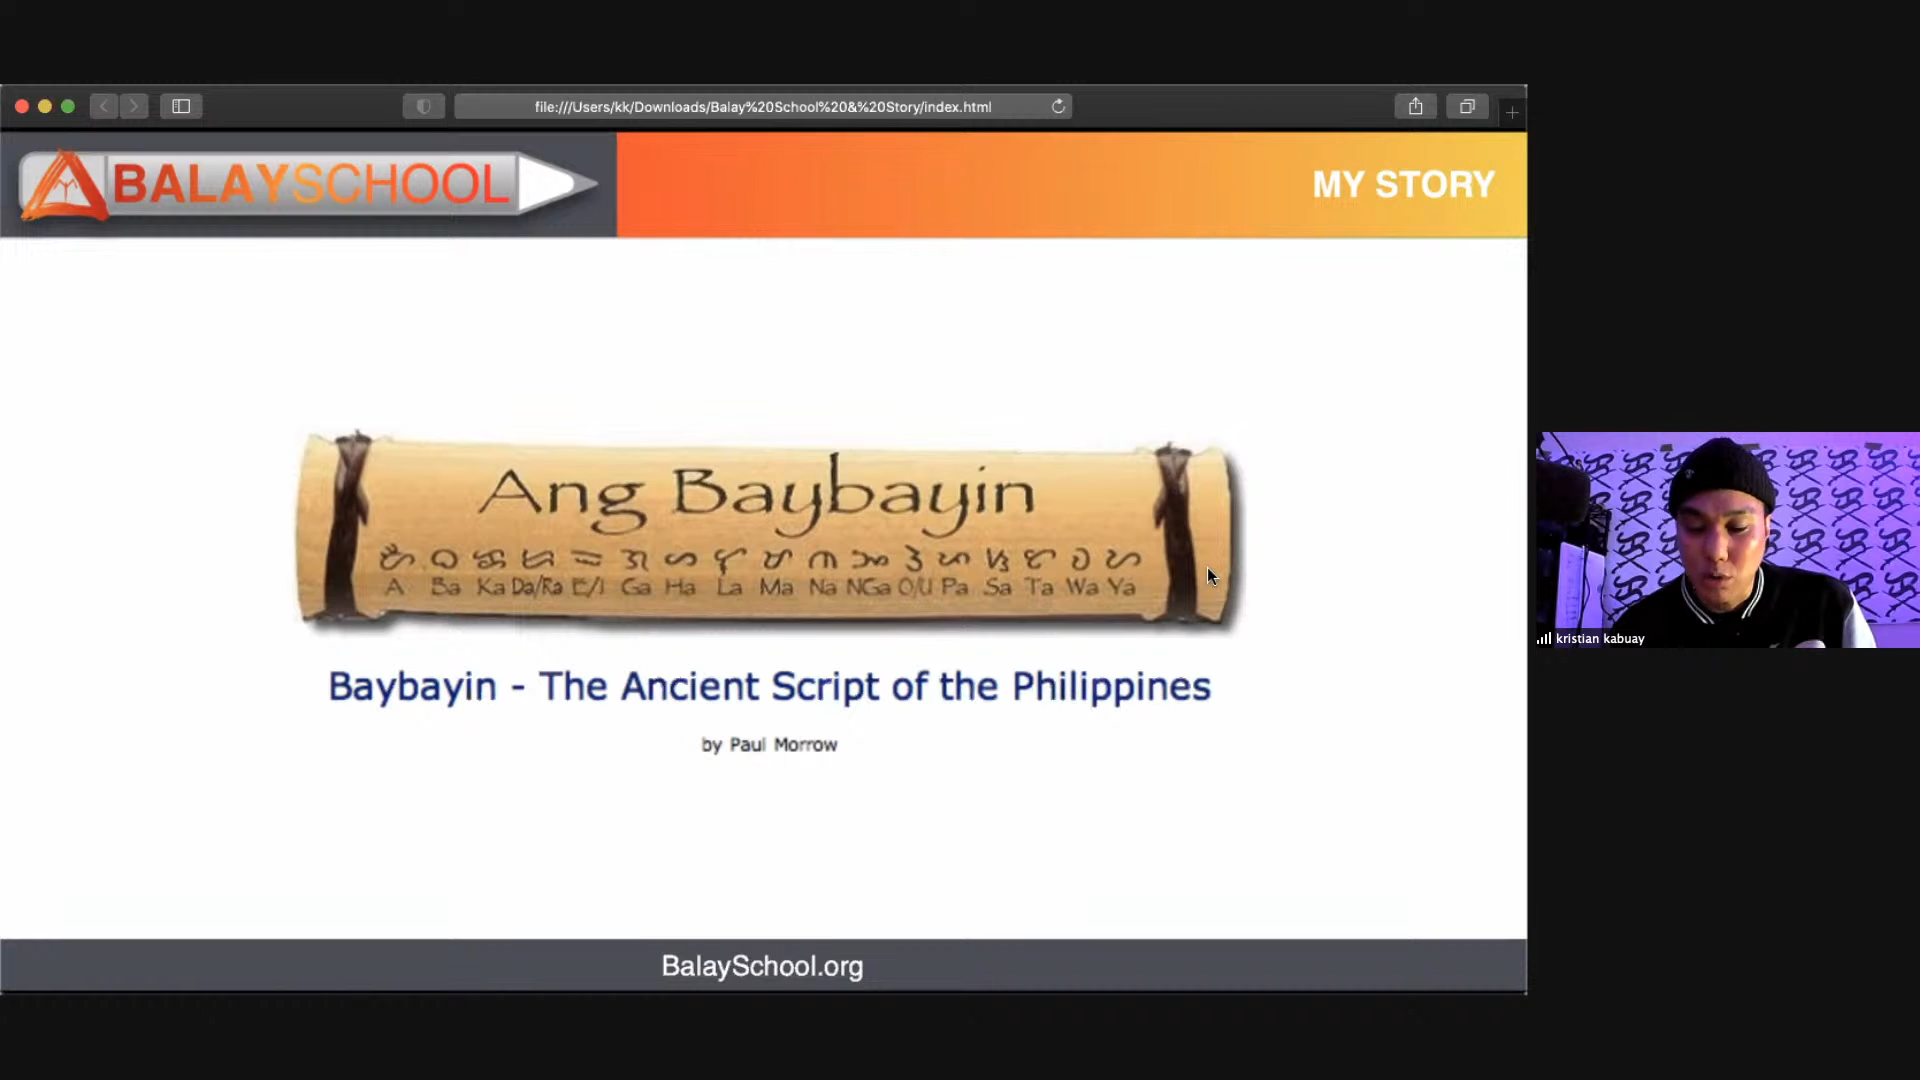 file:///Users/kk/Downloads/Balay%20School%20&%20Story/index.html
BALAYSCHOOL
MY STORY
Ang Baybayin
ᜀ ᜊ ᜃ ᜇ ᜁ ᜄ ᜑ ᜎ ᜋ ᜈ ᜅ ᜂ ᜉ ᜐ ᜆ ᜏ ᜌ
A Ba Ka Da/Ra E/I Ga Ha La Ma Na NGa O/U Pa Sa Ta Wa Ya
Baybayin - The Ancient Script of the Philippines
by Paul Morrow
kristian kabuay
BalaySchool.org